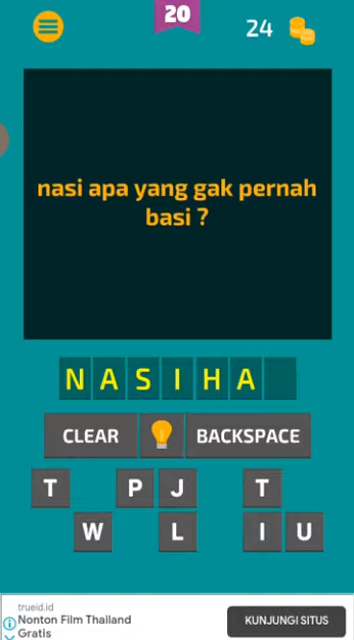 20
24
nasi apa yang gak pernah
basi ?
N A S I H A
CLEAR
BACKSPACE
T P J T
W L I U
trueid.id
Nonton Film Thailand
Gratis
KUNJUNGI SITUS